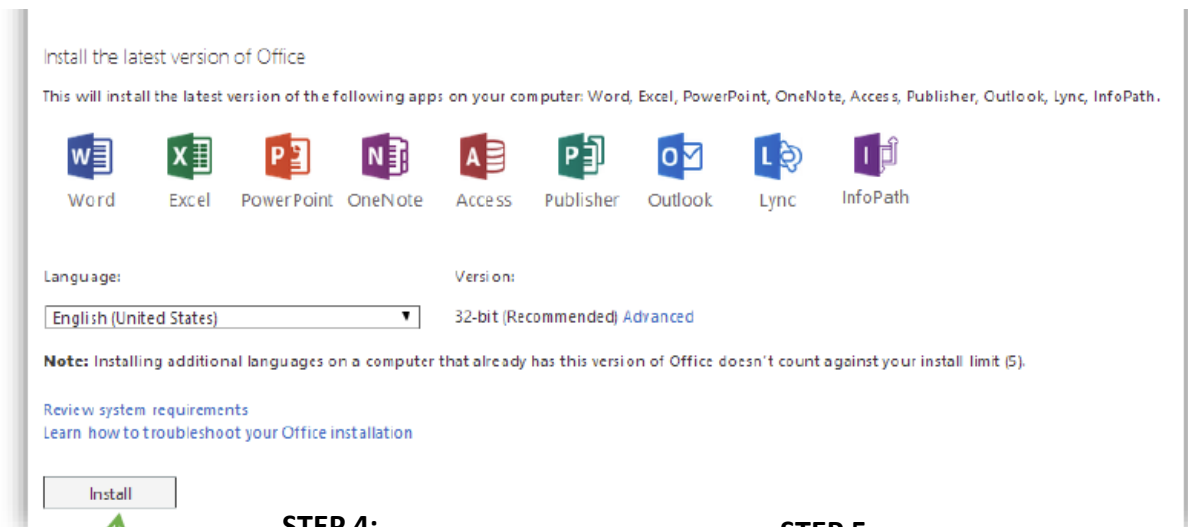 Install the latest version of Office
This will install the latest version of the following apps on your computer: Word, Excel, PowerPoint, OneNote, Access, Publisher, Outlook, Lync, InfoPath.
W X P N A P O L I
Word Excel PowerPoint OneNote Access Publisher Outlook Lync InfoPath
Language: Version:
English (United States) 32-bit (Recommended) Advanced
Note: Installing additional languages on a computer that already has this version of Office doesn't count against your install limit (5).
Review system requirements
Learn how to troubleshoot your Office installation
Install
STEP 4: STEP 5